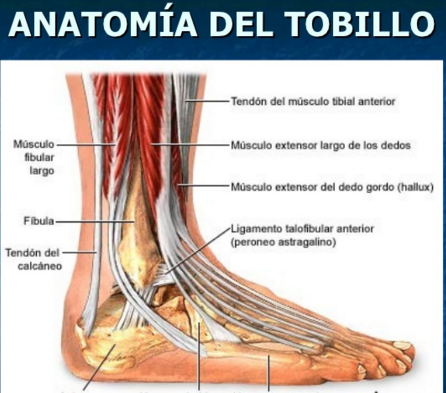 ANATOMÍA DEL TOBILLO
Tendón del músculo tibial anterior
Músculo
fibular
largo
Músculo extensor largo de los dedos
Músculo extensor del dedo gordo (hallux)
Fíbula
Ligamento talofibular anterior
(peroneo astragalino)
Tendón del
calcáneo